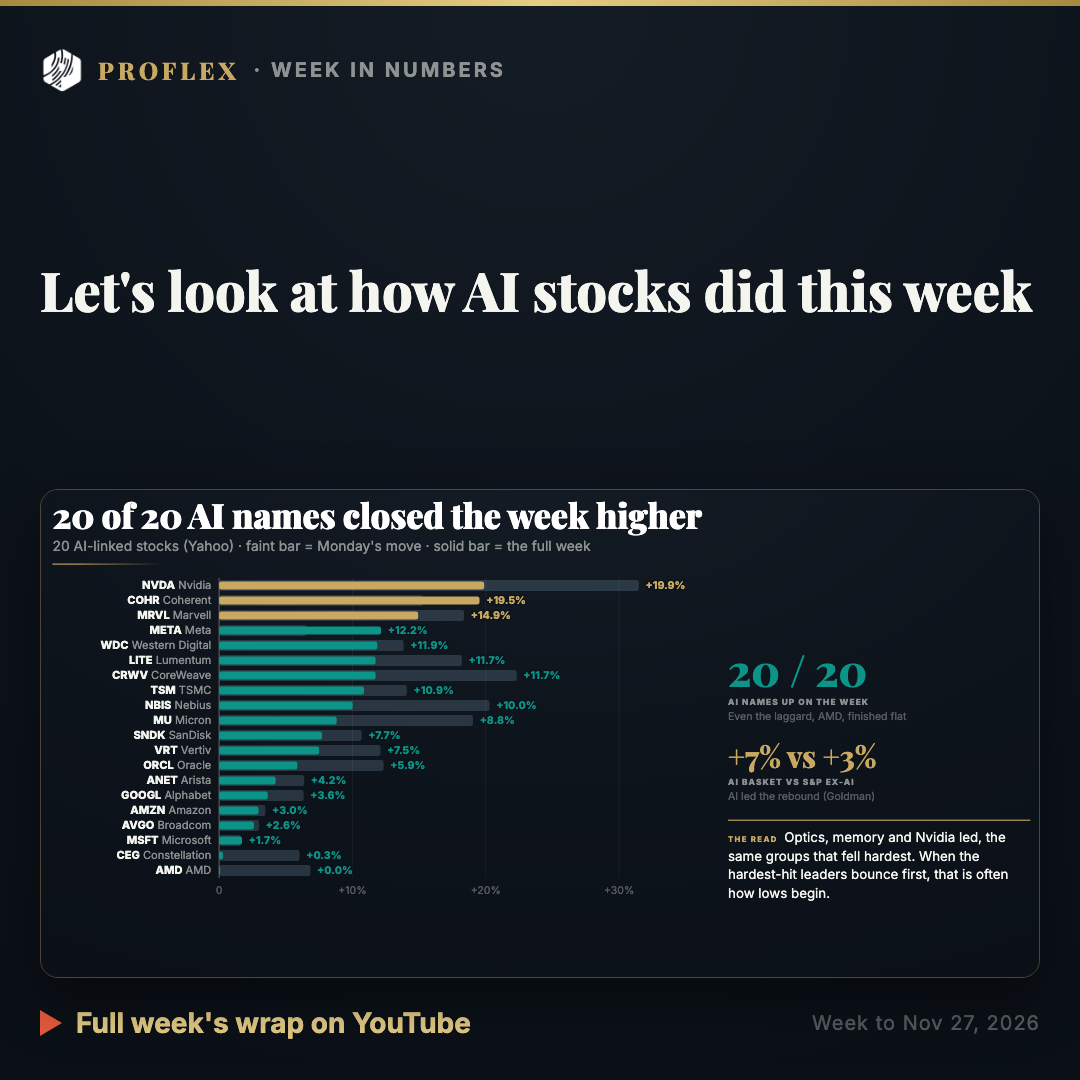 PROFLEX · WEEK IN NUMBERS
Let's look at how AI stocks did this week
20 of 20 AI names closed the week higher
20 AI-linked stocks (Yahoo) · faint bar = Monday's move · solid bar = the full week
NVDA Nvidia +19.9%
COHR Coherent +19.5%
MRVL Marvell +14.9%
META Meta +12.2%
WDC Western Digital +11.9%
LITE Lumentum +11.7%
CRWV CoreWeave +11.7%
TSM TSMC +10.9%
NBIS Nebius +10.0%
MU Micron +8.8%
SNDK SanDisk +7.7%
VRT Vertiv +7.5%
ORCL Oracle +5.9%
ANET Arista +4.2%
GOOGL Alphabet +3.6%
AMZN Amazon +3.0%
AVGO Broadcom +2.6%
MSFT Microsoft +1.7%
CEG Constellation +0.3%
AMD AMD +0.0%
0 +10% +20% +30%
20 / 20
AI NAMES UP ON THE WEEK
Even the laggard, AMD, finished flat
+7% vs +3%
AI BASKET VS S&P EX-AI
AI led the rebound (Goldman)
THE READ Optics, memory and Nvidia led, the
same groups that fell hardest. When the
hardest-hit leaders bounce first, that is often
how lows begin.
Full week's wrap on YouTube
Week to Nov 27, 2026